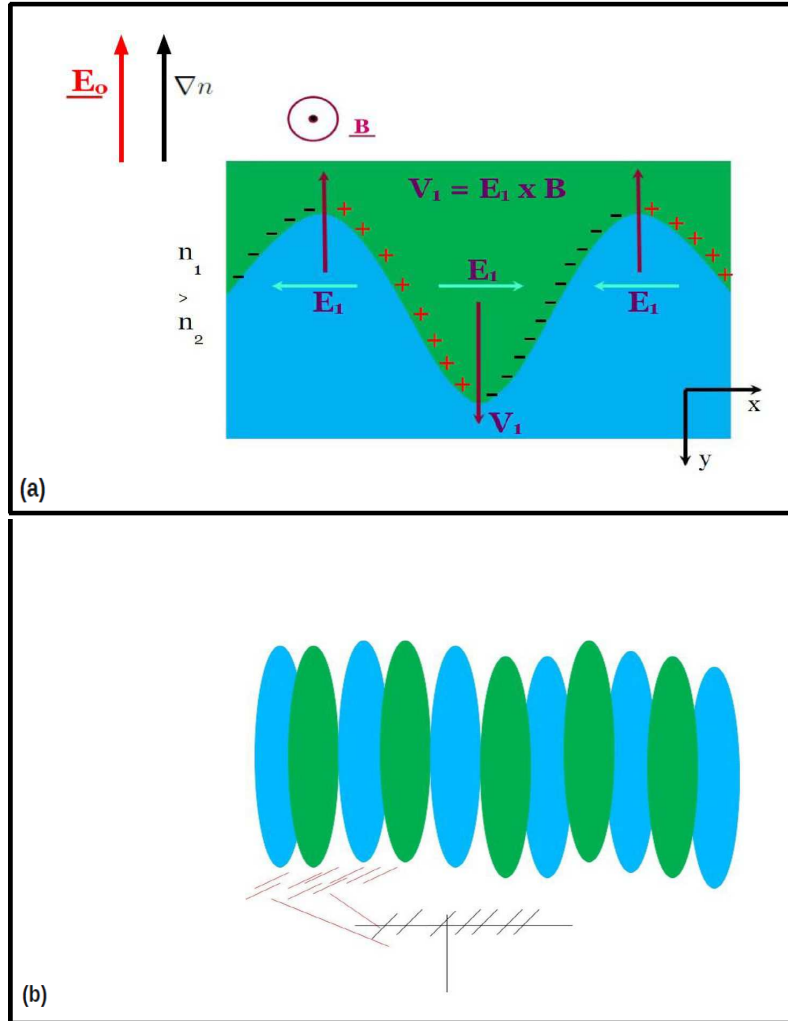 E₀
∇n
B
V₁ = E₁ x B
n₁
>
n₂
E₁
E₁
E₁
V₁
x
y
(a)
(b)